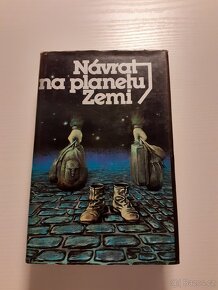 Návrat
na planetu
Zemi